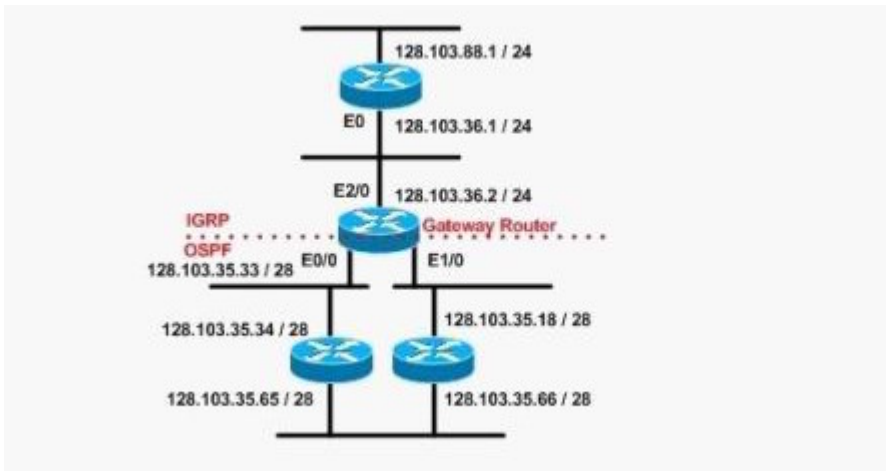 128.103.88.1 / 24
E0
128.103.36.1 / 24
E2/0
128.103.36.2 / 24
IGRP
Gateway Router
OSPF
E0/0
E1/0
128.103.35.33 / 28
128.103.35.34 / 28
128.103.35.18 / 28
128.103.35.65 / 28
128.103.35.66 / 28